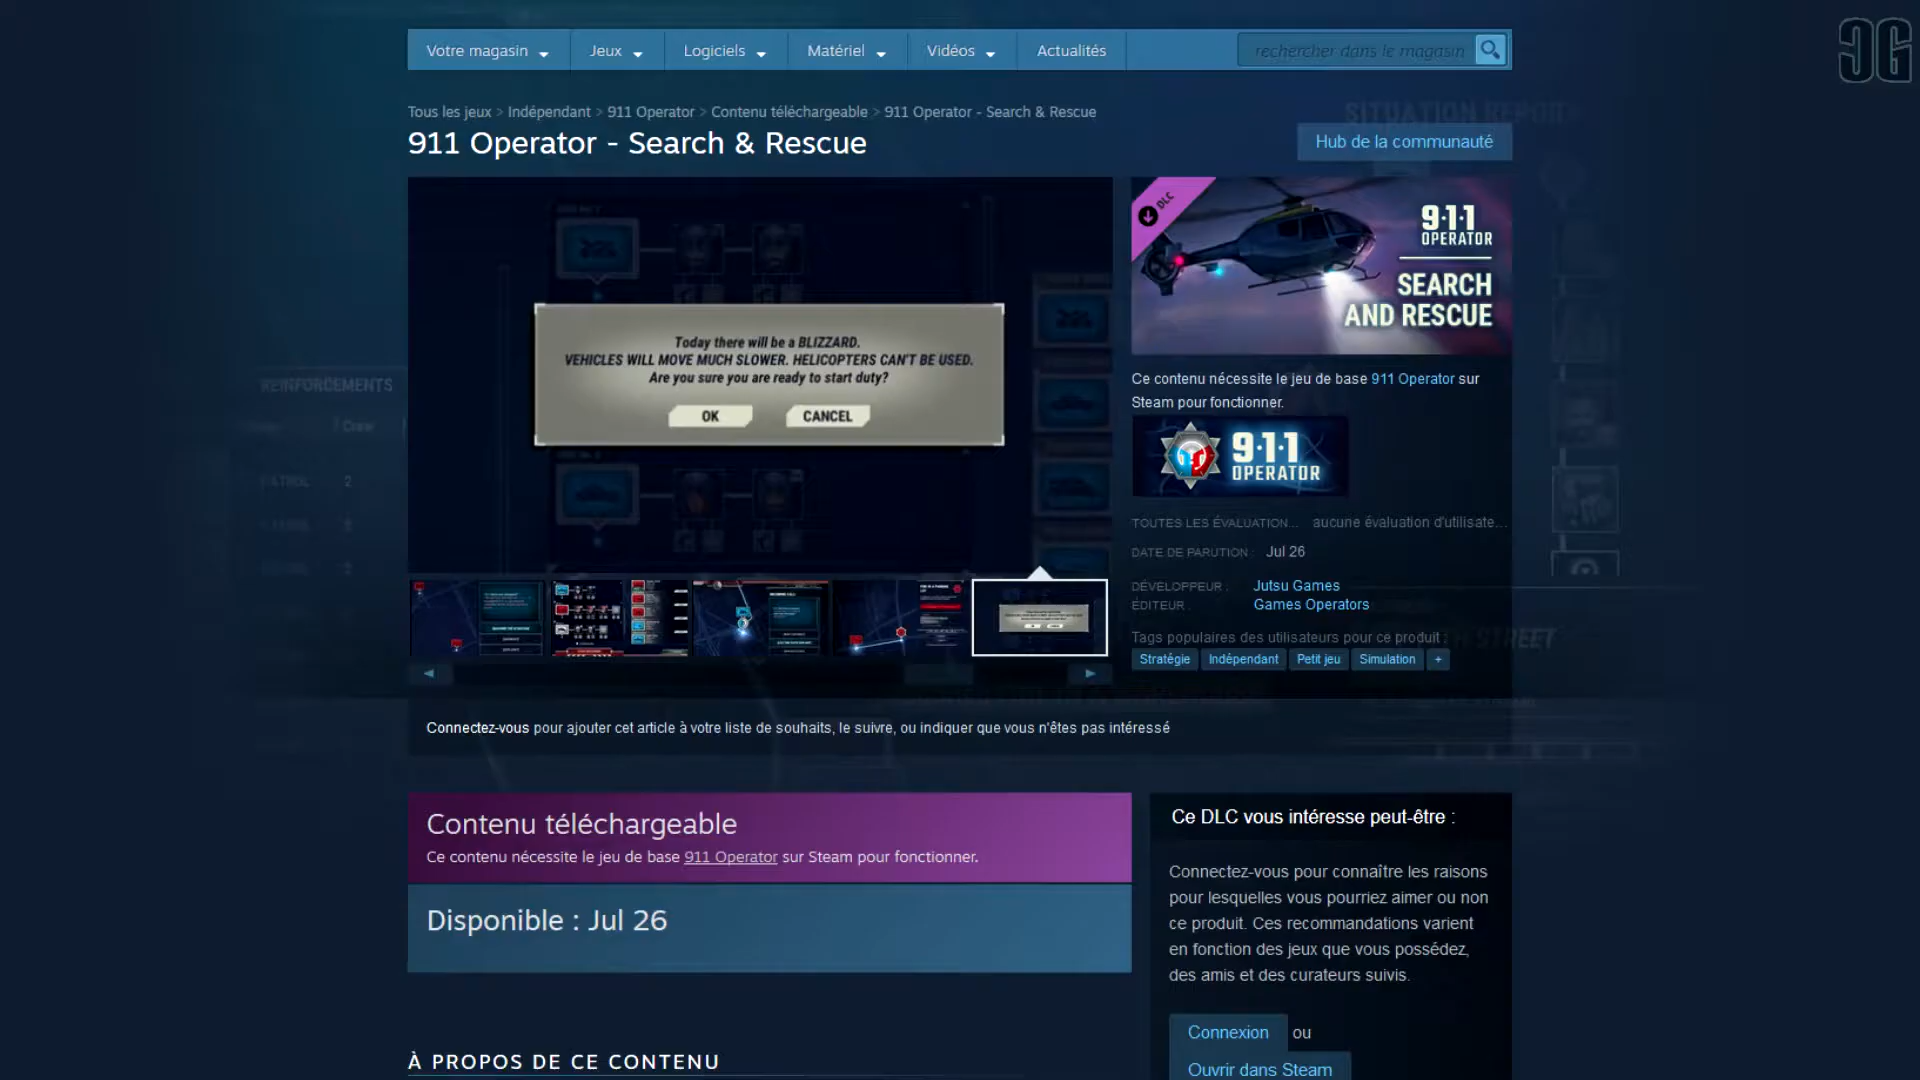 Votre magasin
Jeux
Logiciels
Matériel
Vidéos
Actualités
rechercher dans le magasin
SITUATION REPORT
Tous les jeux > Indépendant > 911 Operator > Contenu téléchargeable > 911 Operator - Search & Rescue
911 Operator - Search & Rescue
Hub de la communauté
Today there will be a BLIZZARD.
VEHICLES WILL MOVE MUCH SLOWER. HELICOPTERS CAN'T BE USED.
Are you sure you are ready to start duty?
OK
CANCEL
DLC
9·1·1
OPERATOR
SEARCH
AND RESCUE
Ce contenu nécessite le jeu de base 911 Operator sur
Steam pour fonctionner.
9·1·1
OPERATOR
REINFORCEMENTS
Crew
PATROL 2
TOUTES LES ÉVALUATION... aucune évaluation d'utilisate...
DATE DE PARUTION : Jul 26
DÉVELOPPEUR : Jutsu Games
ÉDITEUR : Games Operators
Tags populaires des utilisateurs pour ce produit :
STREET
Stratégie
Indépendant
Petit jeu
Simulation
+
Connectez-vous pour ajouter cet article à votre liste de souhaits, le suivre, ou indiquer que vous n'êtes pas intéressé
Contenu téléchargeable
Ce contenu nécessite le jeu de base 911 Operator sur Steam pour fonctionner.
Disponible : Jul 26
À PROPOS DE CE CONTENU
Ce DLC vous intéresse peut-être :
Connectez-vous pour connaître les raisons
pour lesquelles vous pourriez aimer ou non
ce produit. Ces recommandations varient
en fonction des jeux que vous possédez,
des amis et des curateurs suivis.
Connexion ou
Ouvrir dans Steam